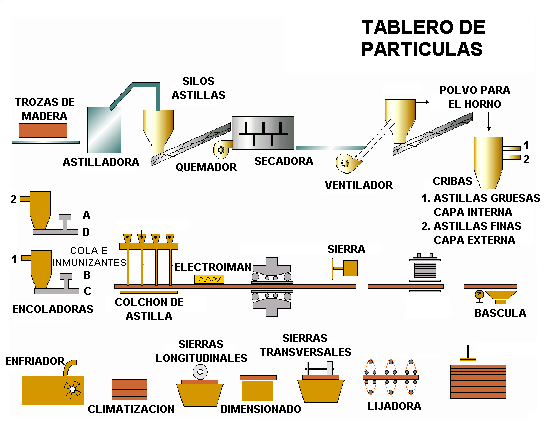 TABLERO DE
PARTICULAS
SILOS
ASTILLAS
POLVO PARA
EL HORNO
TROZAS DE
MADERA
ASTILLADORA
QUEMADOR
SECADORA
VENTILADOR
CRIBAS
1
2
1. ASTILLAS GRUESAS
CAPA INTERNA
2. ASTILLAS FINAS
CAPA EXTERNA
2
A
D
COLA E
INMUNIZANTES
1
B
C
ENCOLADORAS
COLCHON DE
ASTILLA
ELECTROIMAN
SIERRA
BASCULA
ENFRIADOR
CLIMATIZACION
SIERRAS
LONGITUDINALES
DIMENSIONADO
SIERRAS
TRANSVERSALES
LIJADORA